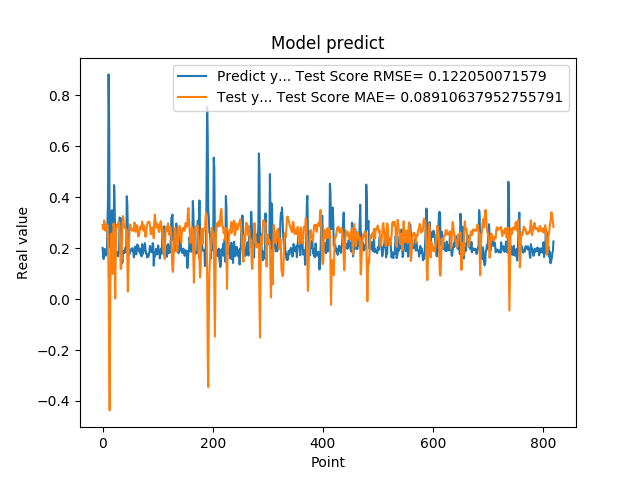 Model predict
Predict y... Test Score RMSE= 0.122050071579
Test y... Test Score MAE= 0.08910637952755791
0.8
0.6
0.4
0.2
0.0
−0.2
−0.4
Real value
0 200 400 600 800
Point